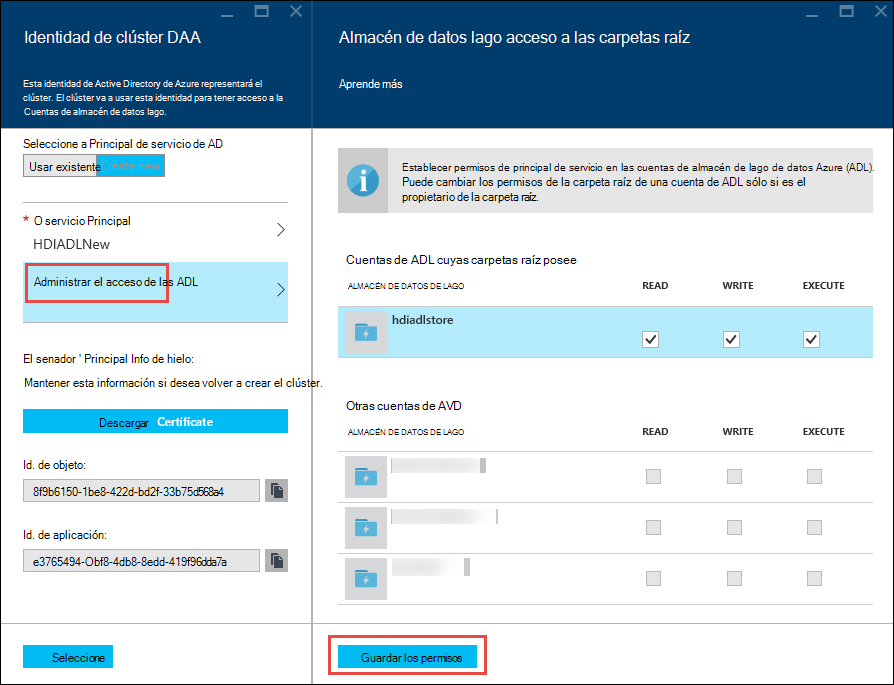 Identidad de clúster DAA
Esta identidad de Active Directory de Azure representará el
clúster. El clúster va a usar esta identidad para tener acceso a la
Cuentas de almacén de datos lago.
Seleccione a Principal de servicio de AD
Usar existente Create new
* O servicio Principal
HDIADLNew
Administrar el acceso de las ADL
El senador ' Principal Info de hielo:
Mantener esta información si desea volver a crear el clúster.
Descargar Certificate
Id. de objeto:
8f9b6150-1be8-422d-bd2f-33b75d568a4
Id. de aplicación:
e3765494-Obf8-4db8-8edd-419f96dda7a
Seleccione
Almacén de datos lago acceso a las carpetas raíz
Aprende más
Establecer permisos de principal de servicio en las cuentas de almacén de lago de datos Azure (ADL).
Puede cambiar los permisos de la carpeta raíz de una cuenta de ADL sólo si es el
propietario de la carpeta raíz.
Cuentas de ADL cuyas carpetas raíz posee
ALMACÉN DE DATOS DE LAGO READ WRITE EXECUTE
hdiadlstore
Otras cuentas de AVD
ALMACÉN DE DATOS DE LAGO READ WRITE EXECUTE
Guardar los permisos